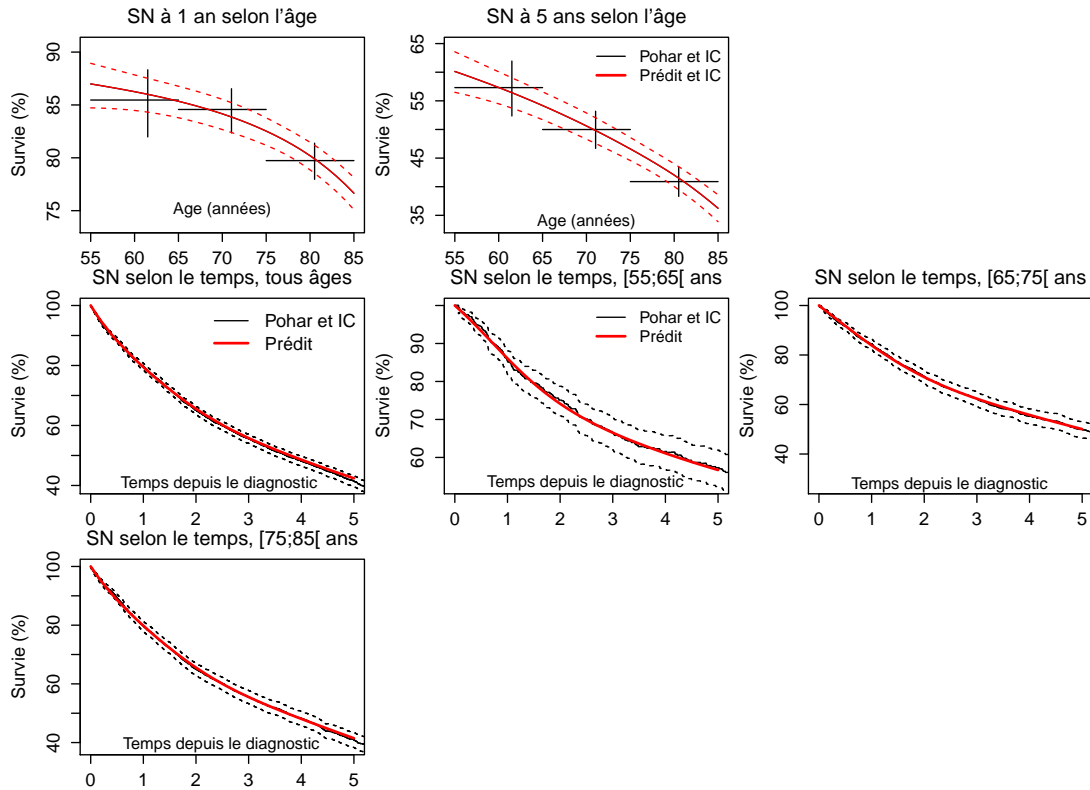 SN à 1 an selon l'âge
Survie (%)
90
85
80
75
Age (années)
55 60 65 70 75 80 85
SN à 5 ans selon l'âge
Survie (%)
65
55
45
35
Pohar et IC
Prédit et IC
Age (années)
55 60 65 70 75 80 85
SN selon le temps, tous âges
Survie (%)
100
80
60
40
Pohar et IC
Prédit
Temps depuis le diagnostic
0 1 2 3 4 5
SN selon le temps, [55;65[ ans
Survie (%)
90
80
70
60
Pohar et IC
Prédit
Temps depuis le diagnostic
0 1 2 3 4 5
SN selon le temps, [65;75[ ans
Survie (%)
100
80
60
40
Temps depuis le diagnostic
0 1 2 3 4 5
SN selon le temps, [75;85[ ans
Survie (%)
100
80
60
40
Temps depuis le diagnostic
0 1 2 3 4 5